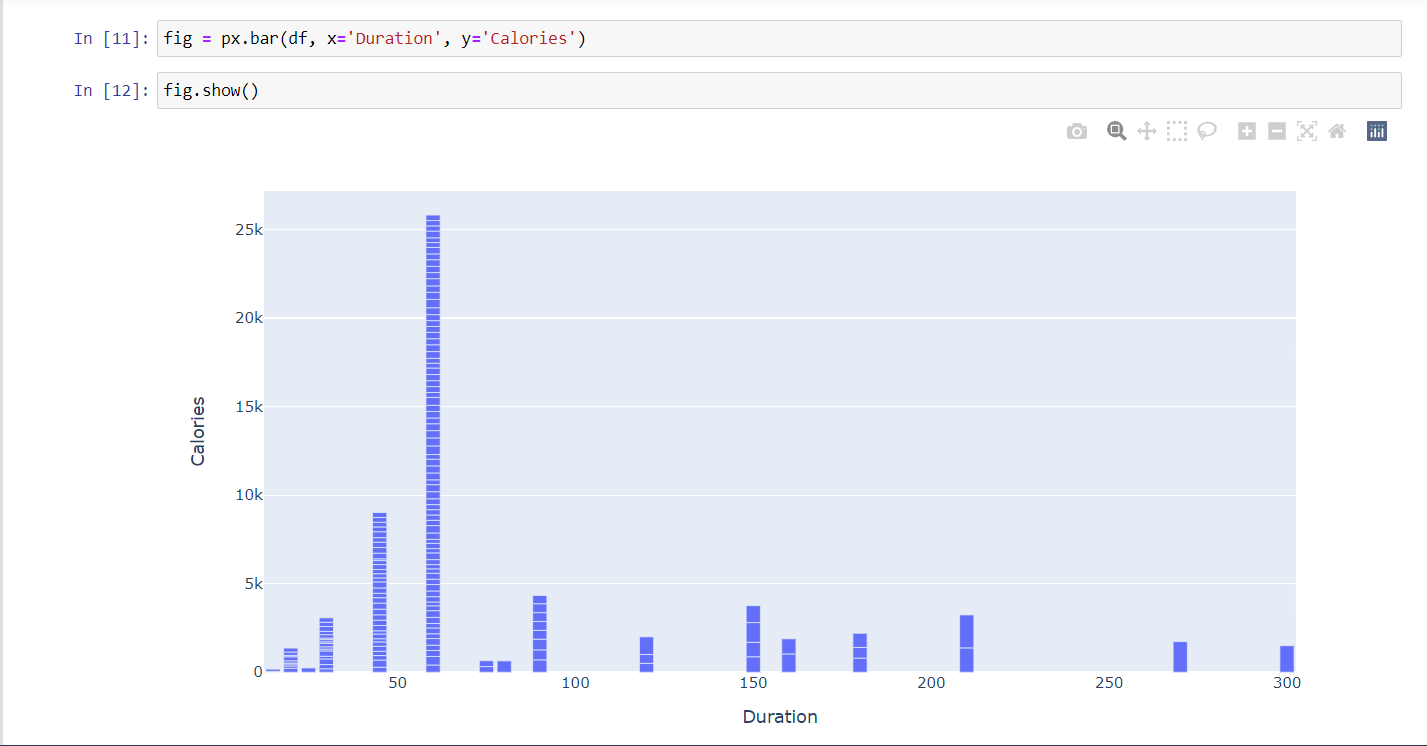 In [11]: fig = px.bar(df, x='Duration', y='Calories')
In [12]: fig.show()
25k
20k
15k
10k
5k
0
Calories
50 100 150 200 250 300
Duration